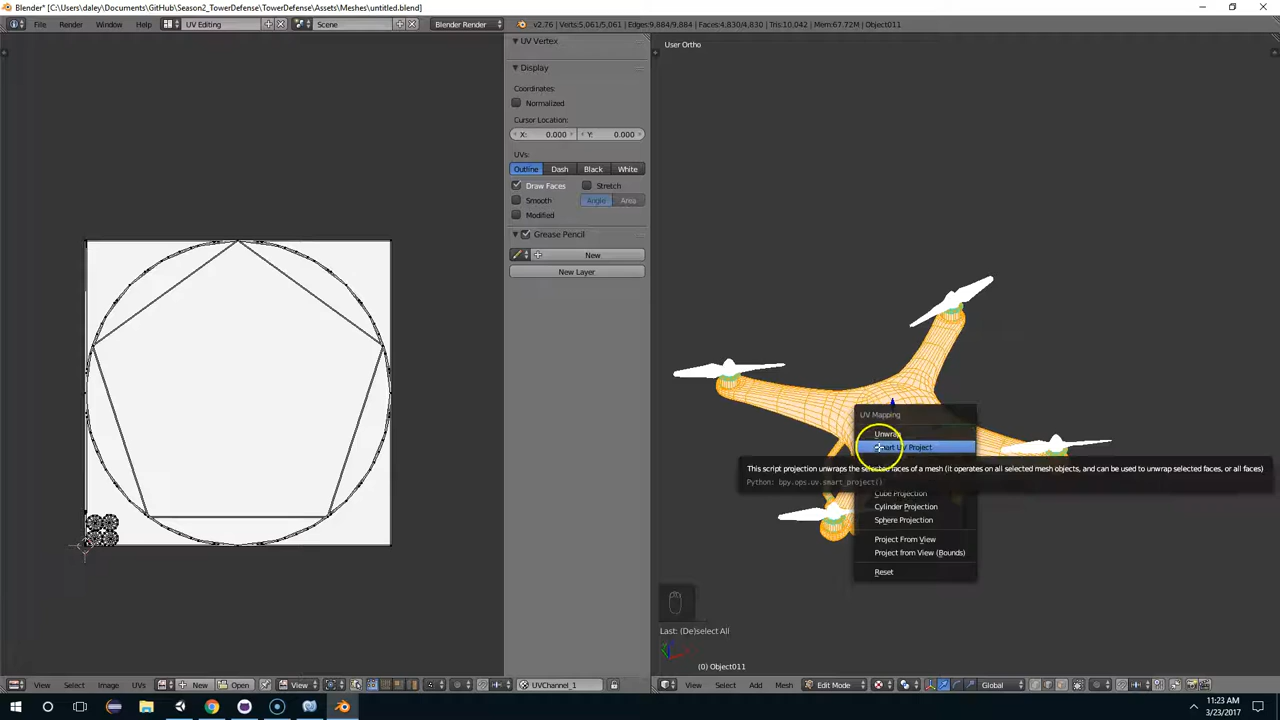 Blender* [C:\Users\daley\Documents\GitHub\Season2_TowerDefense\TowerDefense\Assets\Meshes\untitled.blend]
File Render Window Help UV Editing Scene Blender Render v2.76 | Verts:5,061/5,061 | Edges:9,884/9,884 | Faces:4,830/4,830 | Tris:10,042 | Mem:67.72M | Object011
UV Vertex
User Ortho
Display
Coordinates:
Normalized
Cursor Location:
X: 0.000 Y: 0.000
UVs:
Outline Dash Black White
Draw Faces Stretch
Smooth Angle Area
Modified
Grease Pencil
New
New Layer
UV Mapping
Unwrap
Smart UV Project
This script projection unwraps the selected faces of a mesh (it operates on all selected mesh objects, and can be used to unwrap selected faces, or all faces)
Python: bpy.ops.uv.smart_project()
Cube Projection
Cylinder Projection
Sphere Projection
Project From View
Project from View (Bounds)
Reset
Last: (De)select All
(0) Object011
View Select Image UVs New Open View UVChannel_1 View Select Add Mesh Edit Mode Global
11:23 AM
3/23/2017